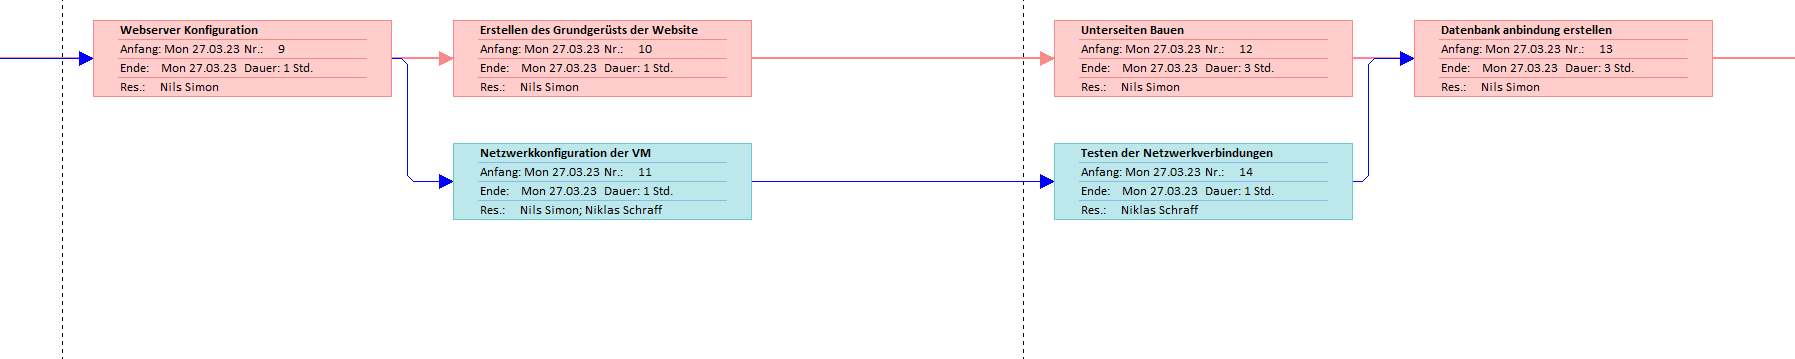 Webserver Konfiguration
Anfang: Mon 27.03.23 Nr.: 9
Ende: Mon 27.03.23 Dauer: 1 Std.
Res.: Nils Simon
Erstellen des Grundgerüsts der Website
Anfang: Mon 27.03.23 Nr.: 10
Ende: Mon 27.03.23 Dauer: 1 Std.
Res.: Nils Simon
Unterseiten Bauen
Anfang: Mon 27.03.23 Nr.: 12
Ende: Mon 27.03.23 Dauer: 3 Std.
Res.: Nils Simon
Datenbank anbindung erstellen
Anfang: Mon 27.03.23 Nr.: 13
Ende: Mon 27.03.23 Dauer: 3 Std.
Res.: Nils Simon
Netzwerkkonfiguration der VM
Anfang: Mon 27.03.23 Nr.: 11
Ende: Mon 27.03.23 Dauer: 1 Std.
Res.: Nils Simon; Niklas Schraff
Testen der Netzwerkverbindungen
Anfang: Mon 27.03.23 Nr.: 14
Ende: Mon 27.03.23 Dauer: 1 Std.
Res.: Niklas Schraff